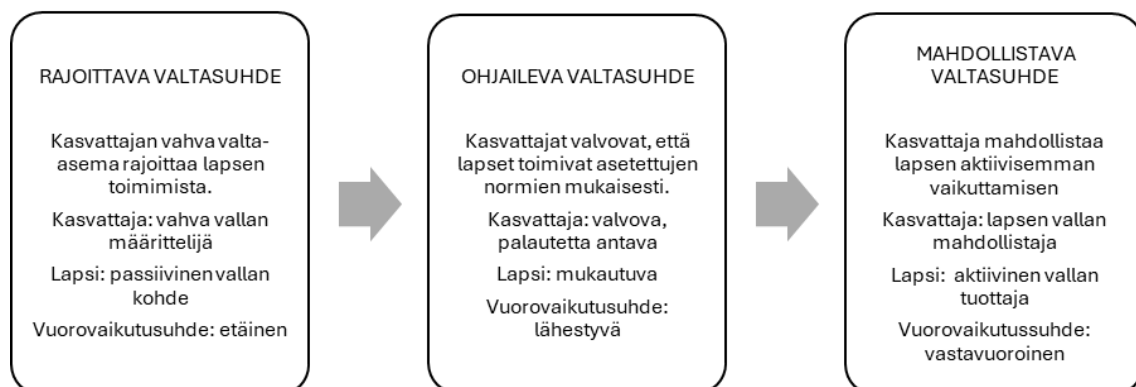 RAJOITTAVA VALTASUHDE
Kasvattajan vahva valta-
asema rajoittaa lapsen
toimimista.
Kasvattaja: vahva vallan
määrittelijä
Lapsi: passiivinen vallan
kohde
Vuorovaikutusuhde: etäinen
OHJAILEVA VALTASUHDE
Kasvattajat valvovat, että
lapset toimivat asetettujen
normien mukaisesti.
Kasvattaja: valvova,
palautetta antava
Lapsi: mukautuva
Vuorovaikutusuhde:
lähestyvä
MAHDOLLISTAVA
VALTASUHDE
Kasvattaja mahdollistaa
lapsen aktiivisemman
vaikuttamisen
Kasvattaja: lapsen vallan
mahdollistaja
Lapsi: aktiivinen vallan
tuottaja
Vuorovaikutussuhde:
vastavuoroinen